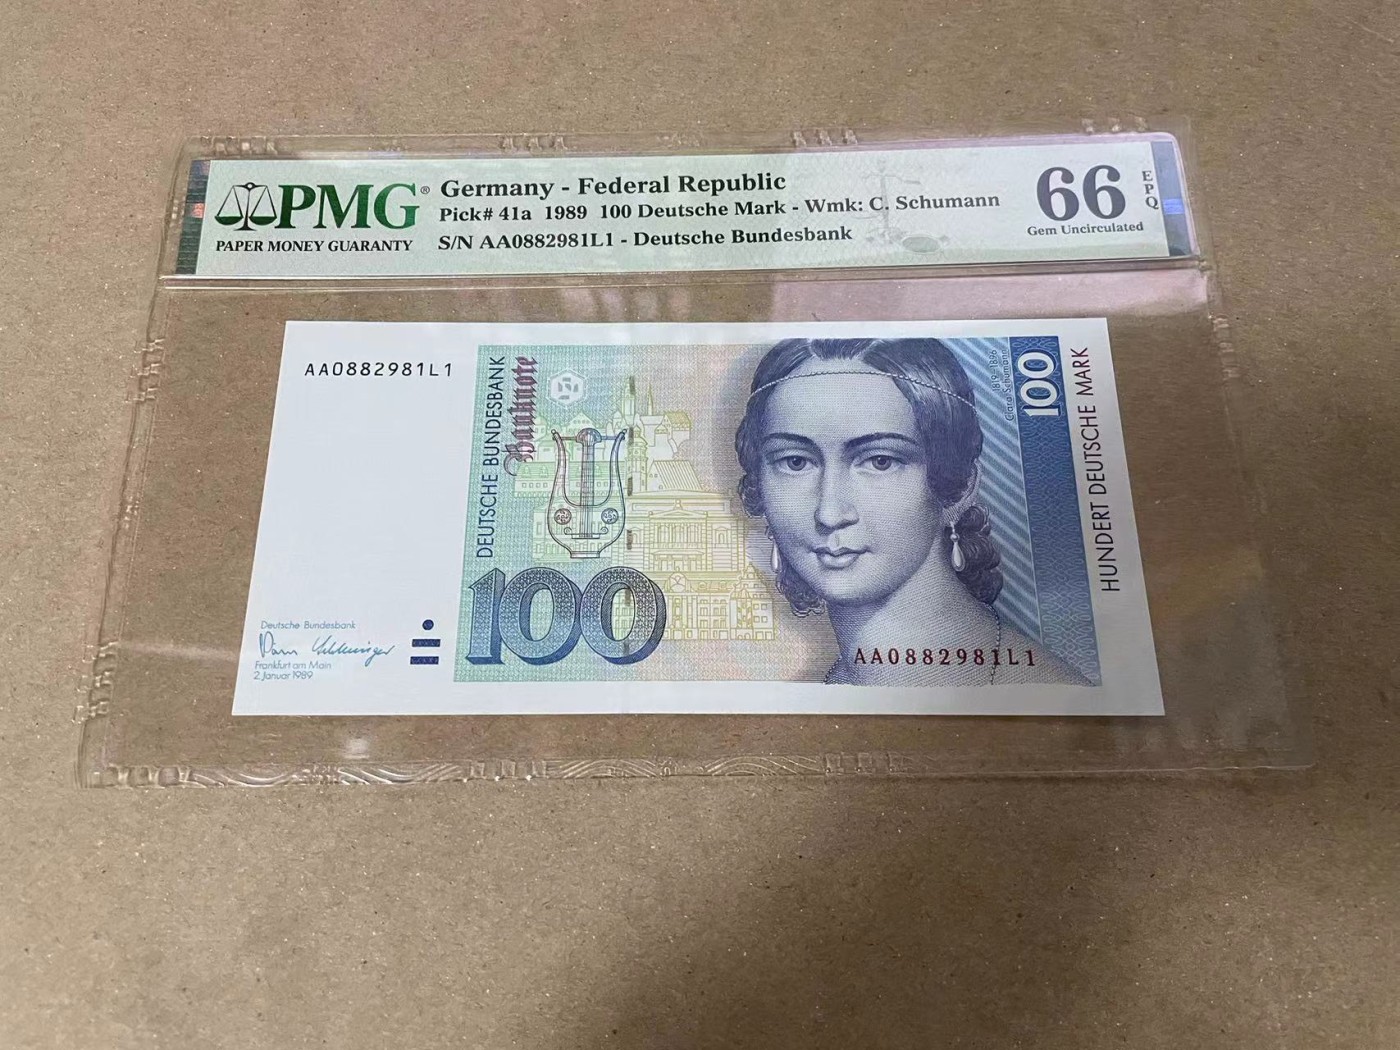 PMG®
PAPER MONEY GUARANTY
Germany - Federal Republic
Pick# 41a 1989 100 Deutsche Mark - Wmk: C. Schumann
S/N AA0882981L1 - Deutsche Bundesbank
66
EPQ
Gem Uncirculated
AA0882981L1
DEUTSCHE BUNDESBANK
Banknote
Clara Schumann
1819-1896
100
HUNDERT DEUTSCHE MARK
100
Deutsche Bundesbank
Frankfurt am Main
2. Januar 1989
AA0882981L1